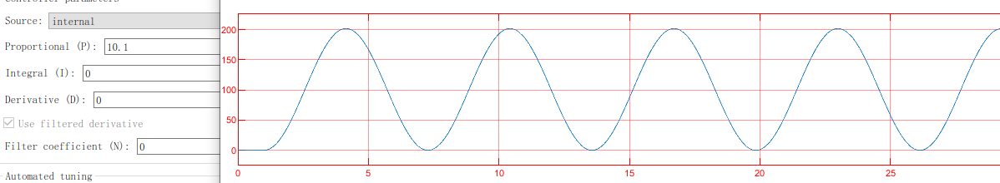 Controller parameters
Source: internal
Proportional (P): 10.1
Integral (I): 0
Derivative (D): 0
Use filtered derivative
Filter coefficient (N): 0
Automated tuning
200
150
100
50
0
0 5 10 15 20 25